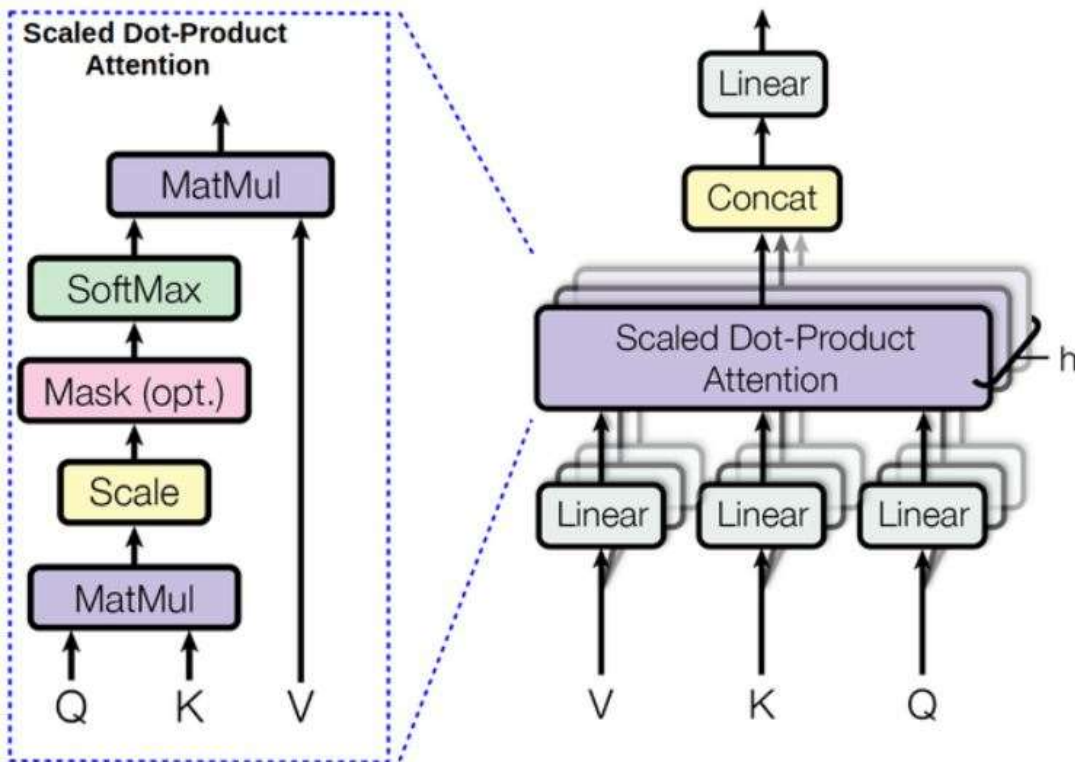 Scaled Dot-Product
Attention
MatMul
SoftMax
Mask (opt.)
Scale
MatMul
Q K V
Linear
Concat
Scaled Dot-Product
Attention
h
Linear Linear Linear
V K Q